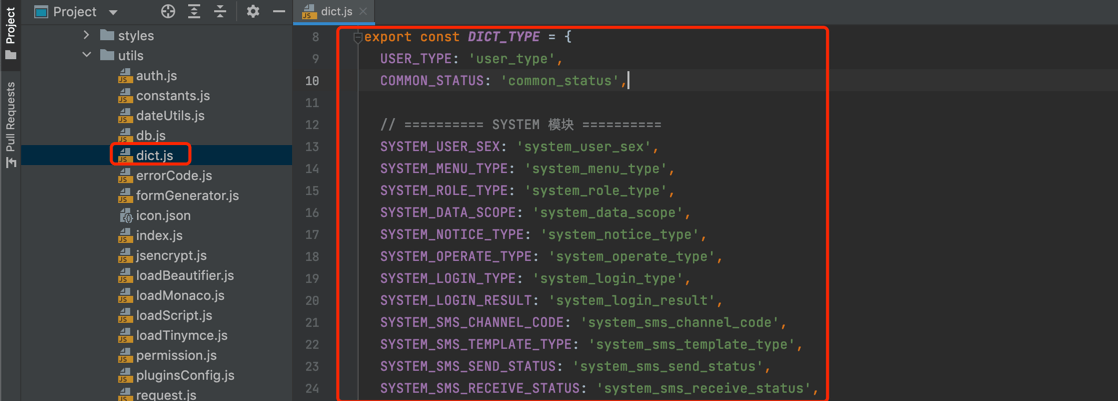 Project
Pull Requests
Project
styles
utils
auth.js
constants.js
dateUtils.js
db.js
dict.js
errorCode.js
formGenerator.js
icon.json
index.js
jsencrypt.js
loadBeautifier.js
loadMonaco.js
loadScript.js
loadTinymce.js
permission.js
pluginsConfig.js
request.js
dict.js
8 export const DICT_TYPE = {
9 USER_TYPE: 'user_type',
10 COMMON_STATUS: 'common_status',
11
12 // ========== SYSTEM 模块 ==========
13 SYSTEM_USER_SEX: 'system_user_sex',
14 SYSTEM_MENU_TYPE: 'system_menu_type',
15 SYSTEM_ROLE_TYPE: 'system_role_type',
16 SYSTEM_DATA_SCOPE: 'system_data_scope',
17 SYSTEM_NOTICE_TYPE: 'system_notice_type',
18 SYSTEM_OPERATE_TYPE: 'system_operate_type',
19 SYSTEM_LOGIN_TYPE: 'system_login_type',
20 SYSTEM_LOGIN_RESULT: 'system_login_result',
21 SYSTEM_SMS_CHANNEL_CODE: 'system_sms_channel_code',
22 SYSTEM_SMS_TEMPLATE_TYPE: 'system_sms_template_type',
23 SYSTEM_SMS_SEND_STATUS: 'system_sms_send_status',
24 SYSTEM_SMS_RECEIVE_STATUS: 'system_sms_receive_status',